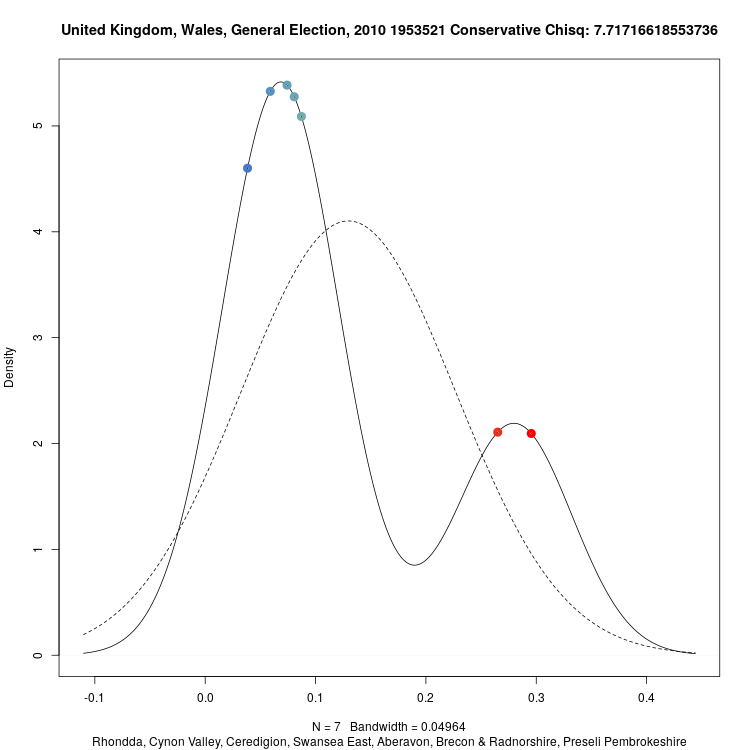 United Kingdom, Wales, General Election, 2010 1953521 Conservative Chisq: 7.71716618553736
Density
5
4
3
2
1
0
-0.1 0.0 0.1 0.2 0.3 0.4
N = 7 Bandwidth = 0.04964
Rhondda, Cynon Valley, Ceredigion, Swansea East, Aberavon, Brecon & Radnorshire, Preseli Pembrokeshire